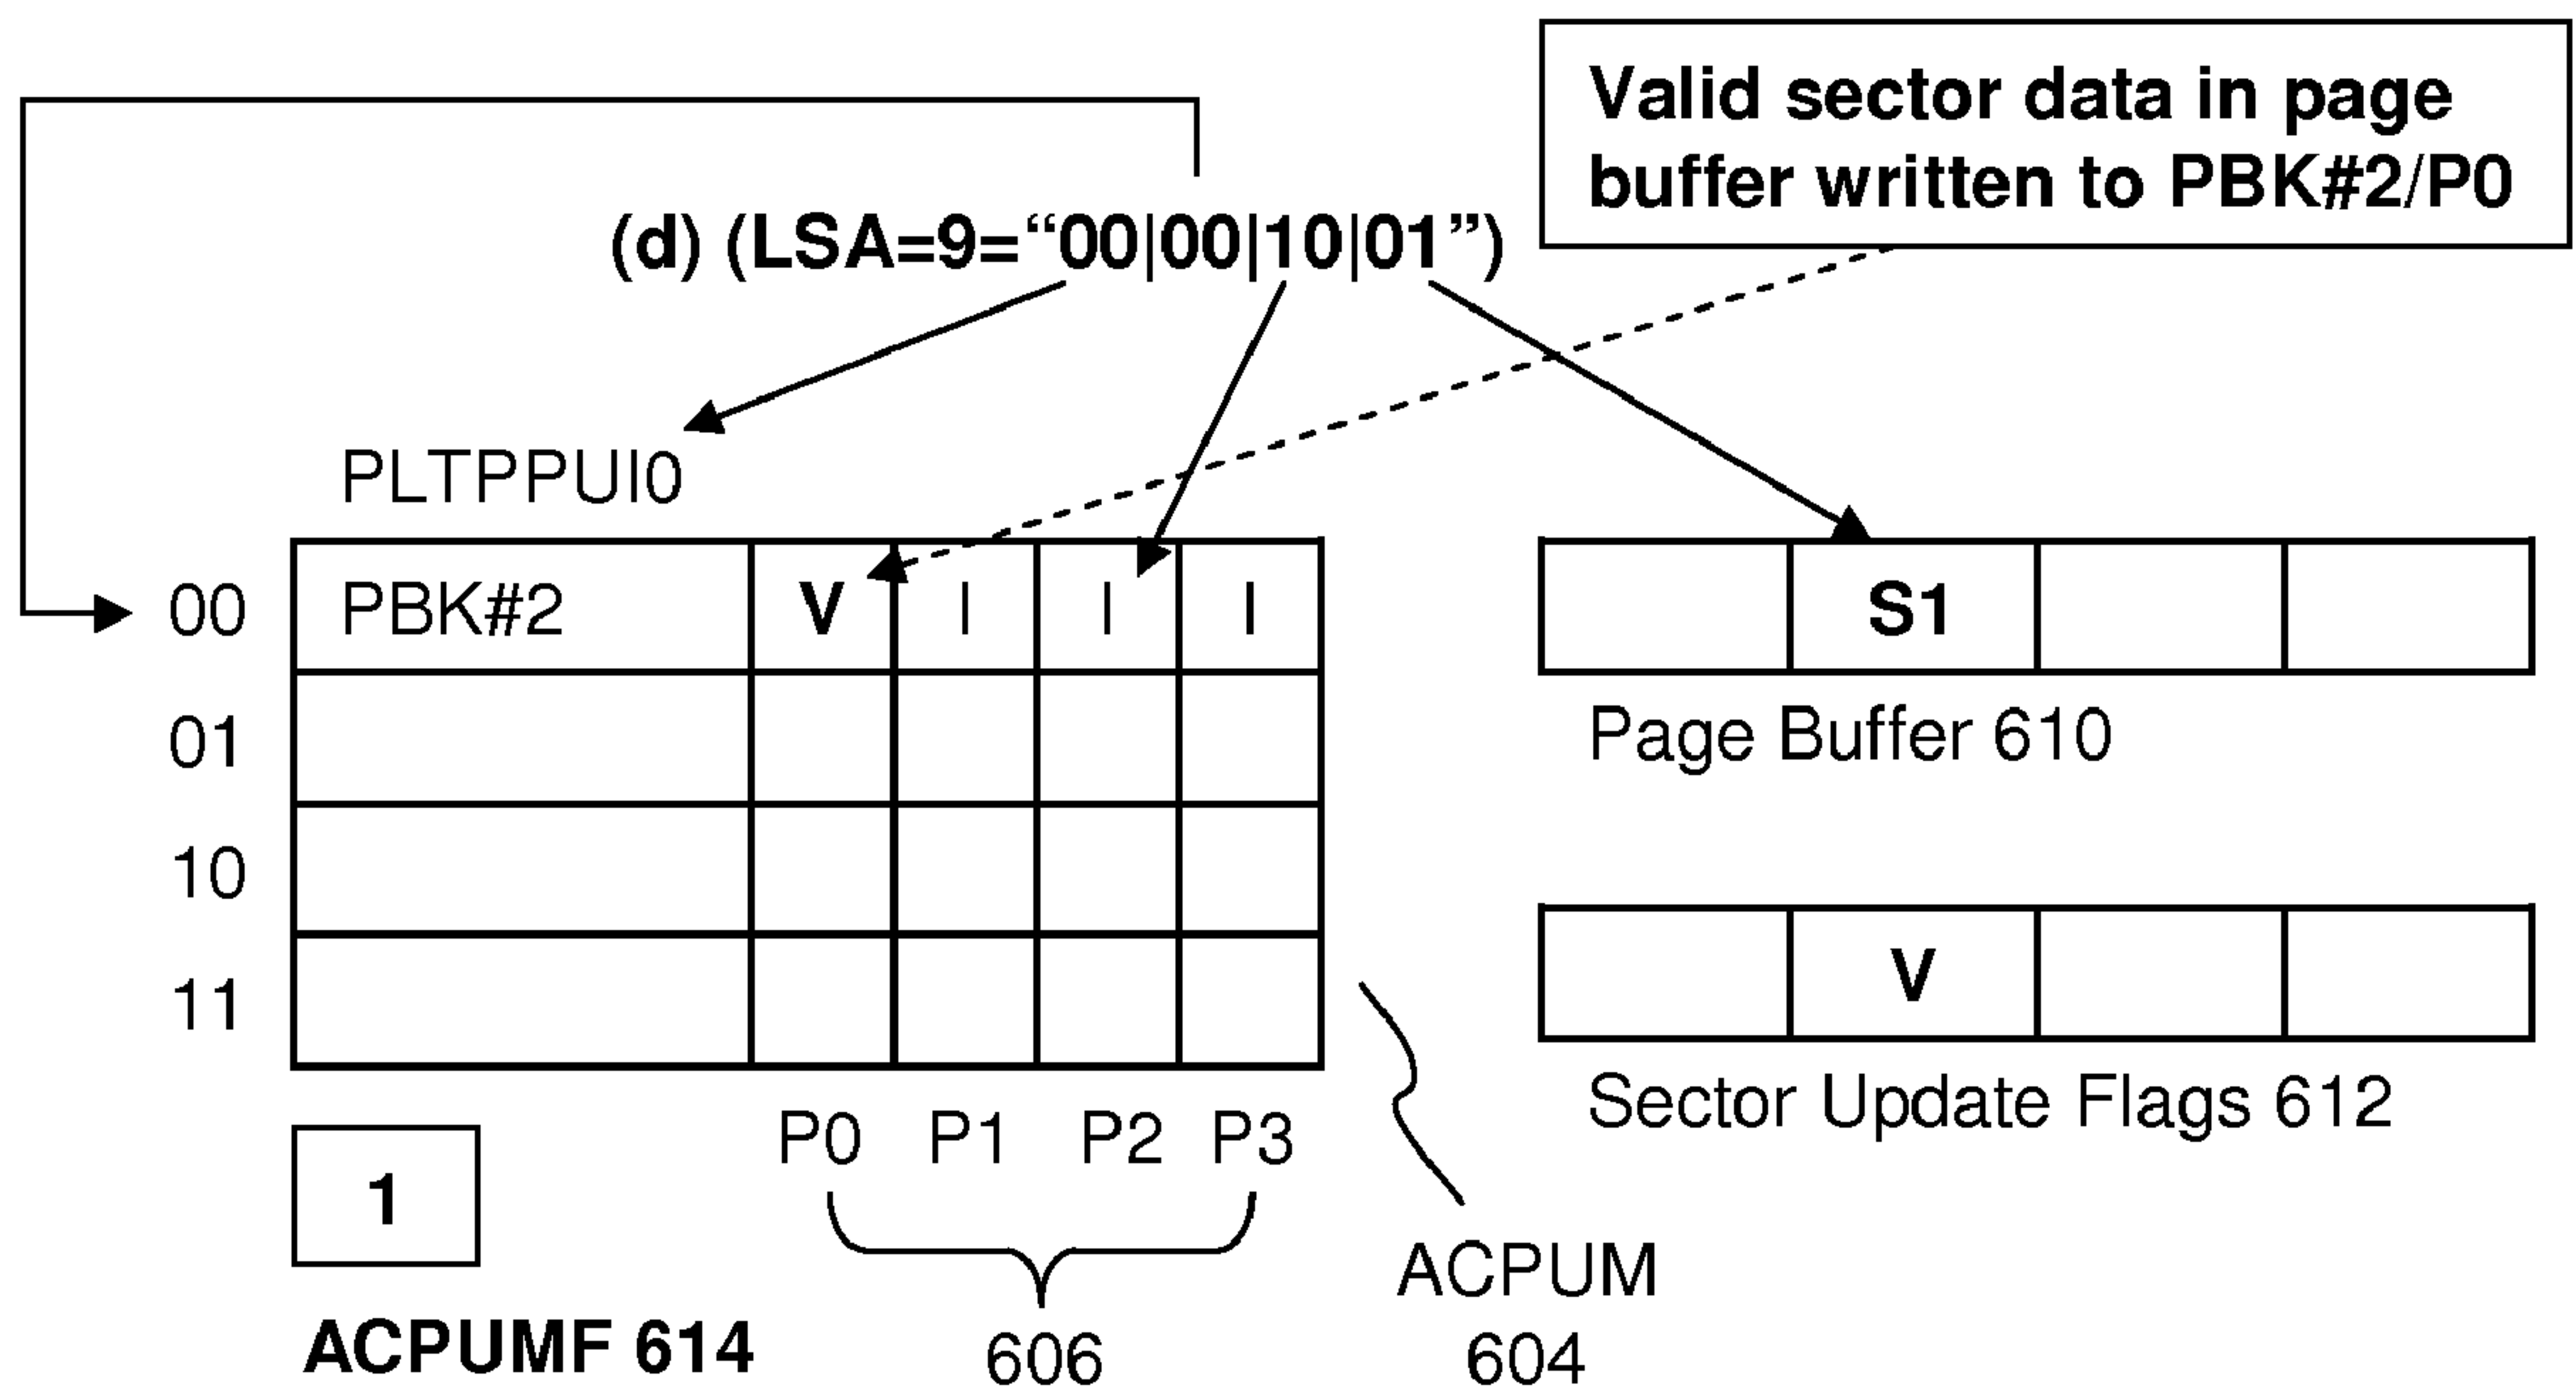 Valid sector data in page
buffer written to PBK#2/P0
(d) (LSA=9=“00|00|10|01”)
PLTPPUI0
00 PBK#2 V I I I
01
10
11
P0 P1 P2 P3
1
ACPUMF 614
606
ACPUM
604
S1
Page Buffer 610
V
Sector Update Flags 612